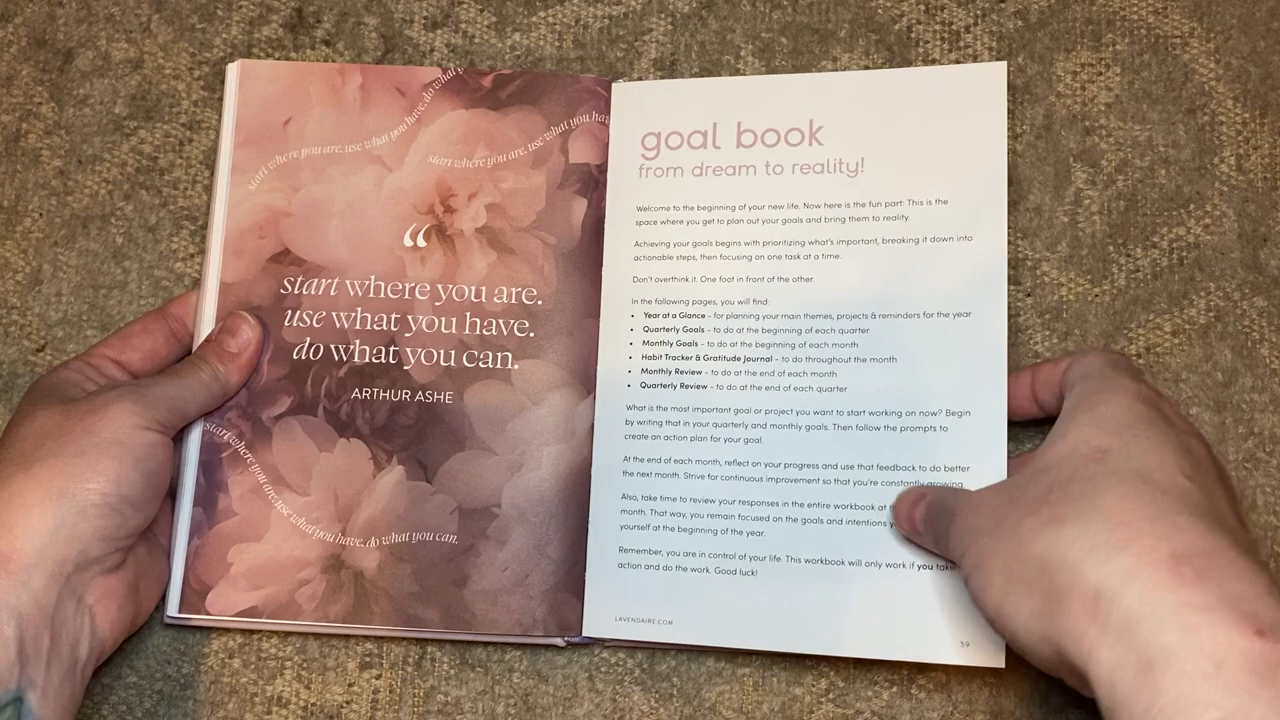 start where you are. use what you have. do what y
start where you are. use what you ha
“
start where you are.
use what you have.
do what you can.
ARTHUR ASHE
start where you are. use what you have. do what you can.
goal book
from dream to reality!
Welcome to the beginning of your new life. Now here is the fun part: This is the
space where you get to plan out your goals and bring them to reality.
Achieving your goals begins with prioritizing what's important, breaking it down into
actionable steps, then focusing on one task at a time.
Don't overthink it. One foot in front of the other.
In the following pages, you will find:
• Year at a Glance - for planning your main themes, projects & reminders for the year
• Quarterly Goals - to do at the beginning of each quarter
• Monthly Goals - to do at the beginning of each month
• Habit Tracker & Gratitude Journal - to do throughout the month
• Monthly Review - to do at the end of each month
• Quarterly Review - to do at the end of each quarter
What is the most important goal or project you want to start working on now? Begin
by writing that in your quarterly and monthly goals. Then follow the prompts to
create an action plan for your goal.
At the end of each month, reflect on your progress and use that feedback to do better
the next month. Strive for continuous improvement so that you're constantly growing
Also, take time to review your responses in the entire workbook at
month. That way, you remain focused on the goals and intentions
yourself at the beginning of the year.
Remember, you are in control of your life. This workbook will only work if you take
action and do the work. Good luck!
LAVENDAIRE.COM
59